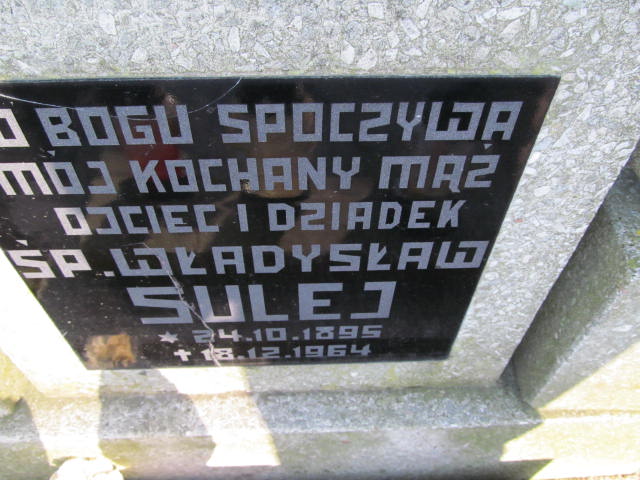 O BOGU SPOCZYWA
MÓJ KOCHANY MĄŻ
OJCIEC I DZIADEK
ŚP. WŁADYSŁAW
SULEJ
* 24.10.1895
✝ 18.12.1964